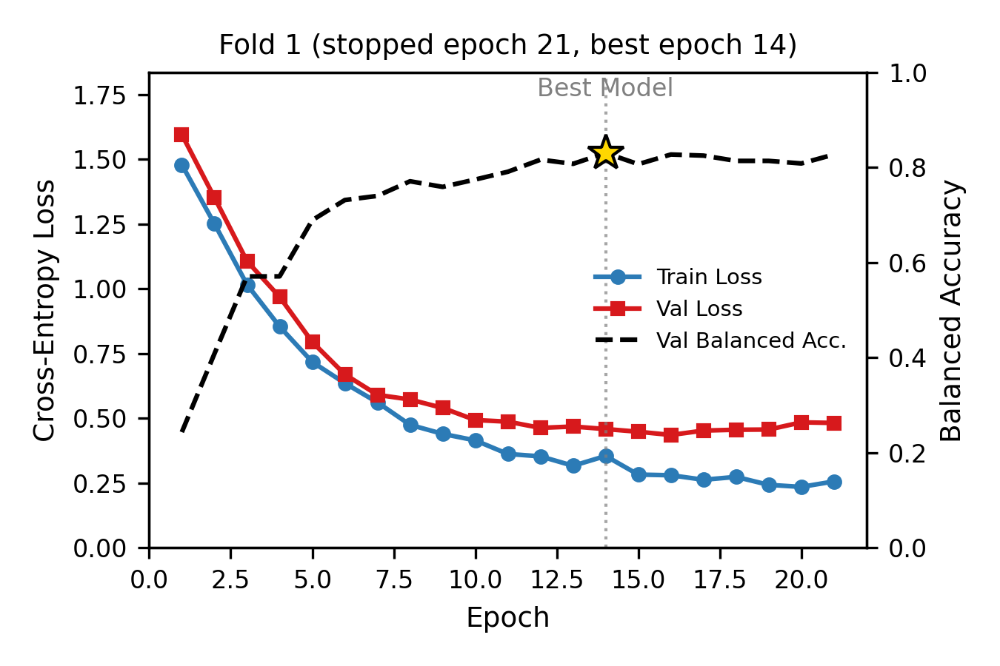 Fold 1 (stopped epoch 21, best epoch 14)
Best Model
Cross-Entropy Loss
1.75
1.50
1.25
1.00
0.75
0.50
0.25
0.00
Train Loss
Val Loss
Val Balanced Acc.
1.0
0.8
0.6
0.4
0.2
0.0
Balanced Accuracy
0.0 2.5 5.0 7.5 10.0 12.5 15.0 17.5 20.0
Epoch